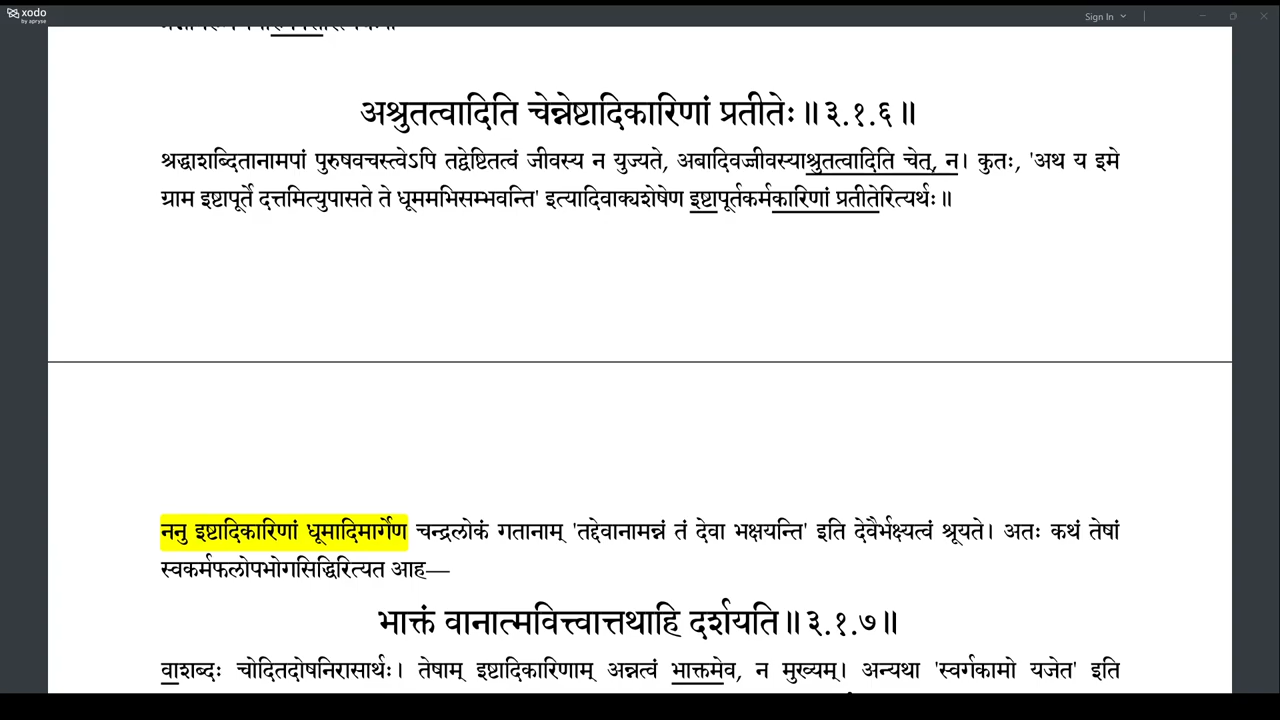 xodo
by apryse
Sign In
अश्रुतत्वादिति चेन्नेष्टादिकारिणां प्रतीतेः॥३.१.६॥
श्रद्धाशब्दितानामपां पुरुषवचस्त्वेऽपि तद्वेष्टितत्वं जीवस्य न युज्यते, अबादिवज्जीवस्याश्रुतत्वादिति चेत्, न। कुतः, 'अथ य इमे
ग्राम इष्टापूर्ते दत्तमित्युपासते ते धूममभिसम्भवन्ति' इत्यादिवाक्यशेषेण इष्टापूर्तकर्मकारिणां प्रतीतेरित्यर्थः॥
ननु इष्टादिकारिणां धूमादिमार्गेण चन्द्रलोकं गतानाम् 'तद्देवानामन्नं तं देवा भक्षयन्ति' इति देवैर्भक्ष्यत्वं श्रूयते। अतः कथं तेषां
स्वकर्मफलोपभोगसिद्धिरित्यत आह—
भाक्तं वानात्मवित्त्वात्तथाहि दर्शयति॥३.१.७॥
वाशब्दः चोदितदोषनिरासार्थः। तेषाम् इष्टादिकारिणाम् अन्नत्वं भाक्तमेव, न मुख्यम्। अन्यथा 'स्वर्गकामो यजेत' इति